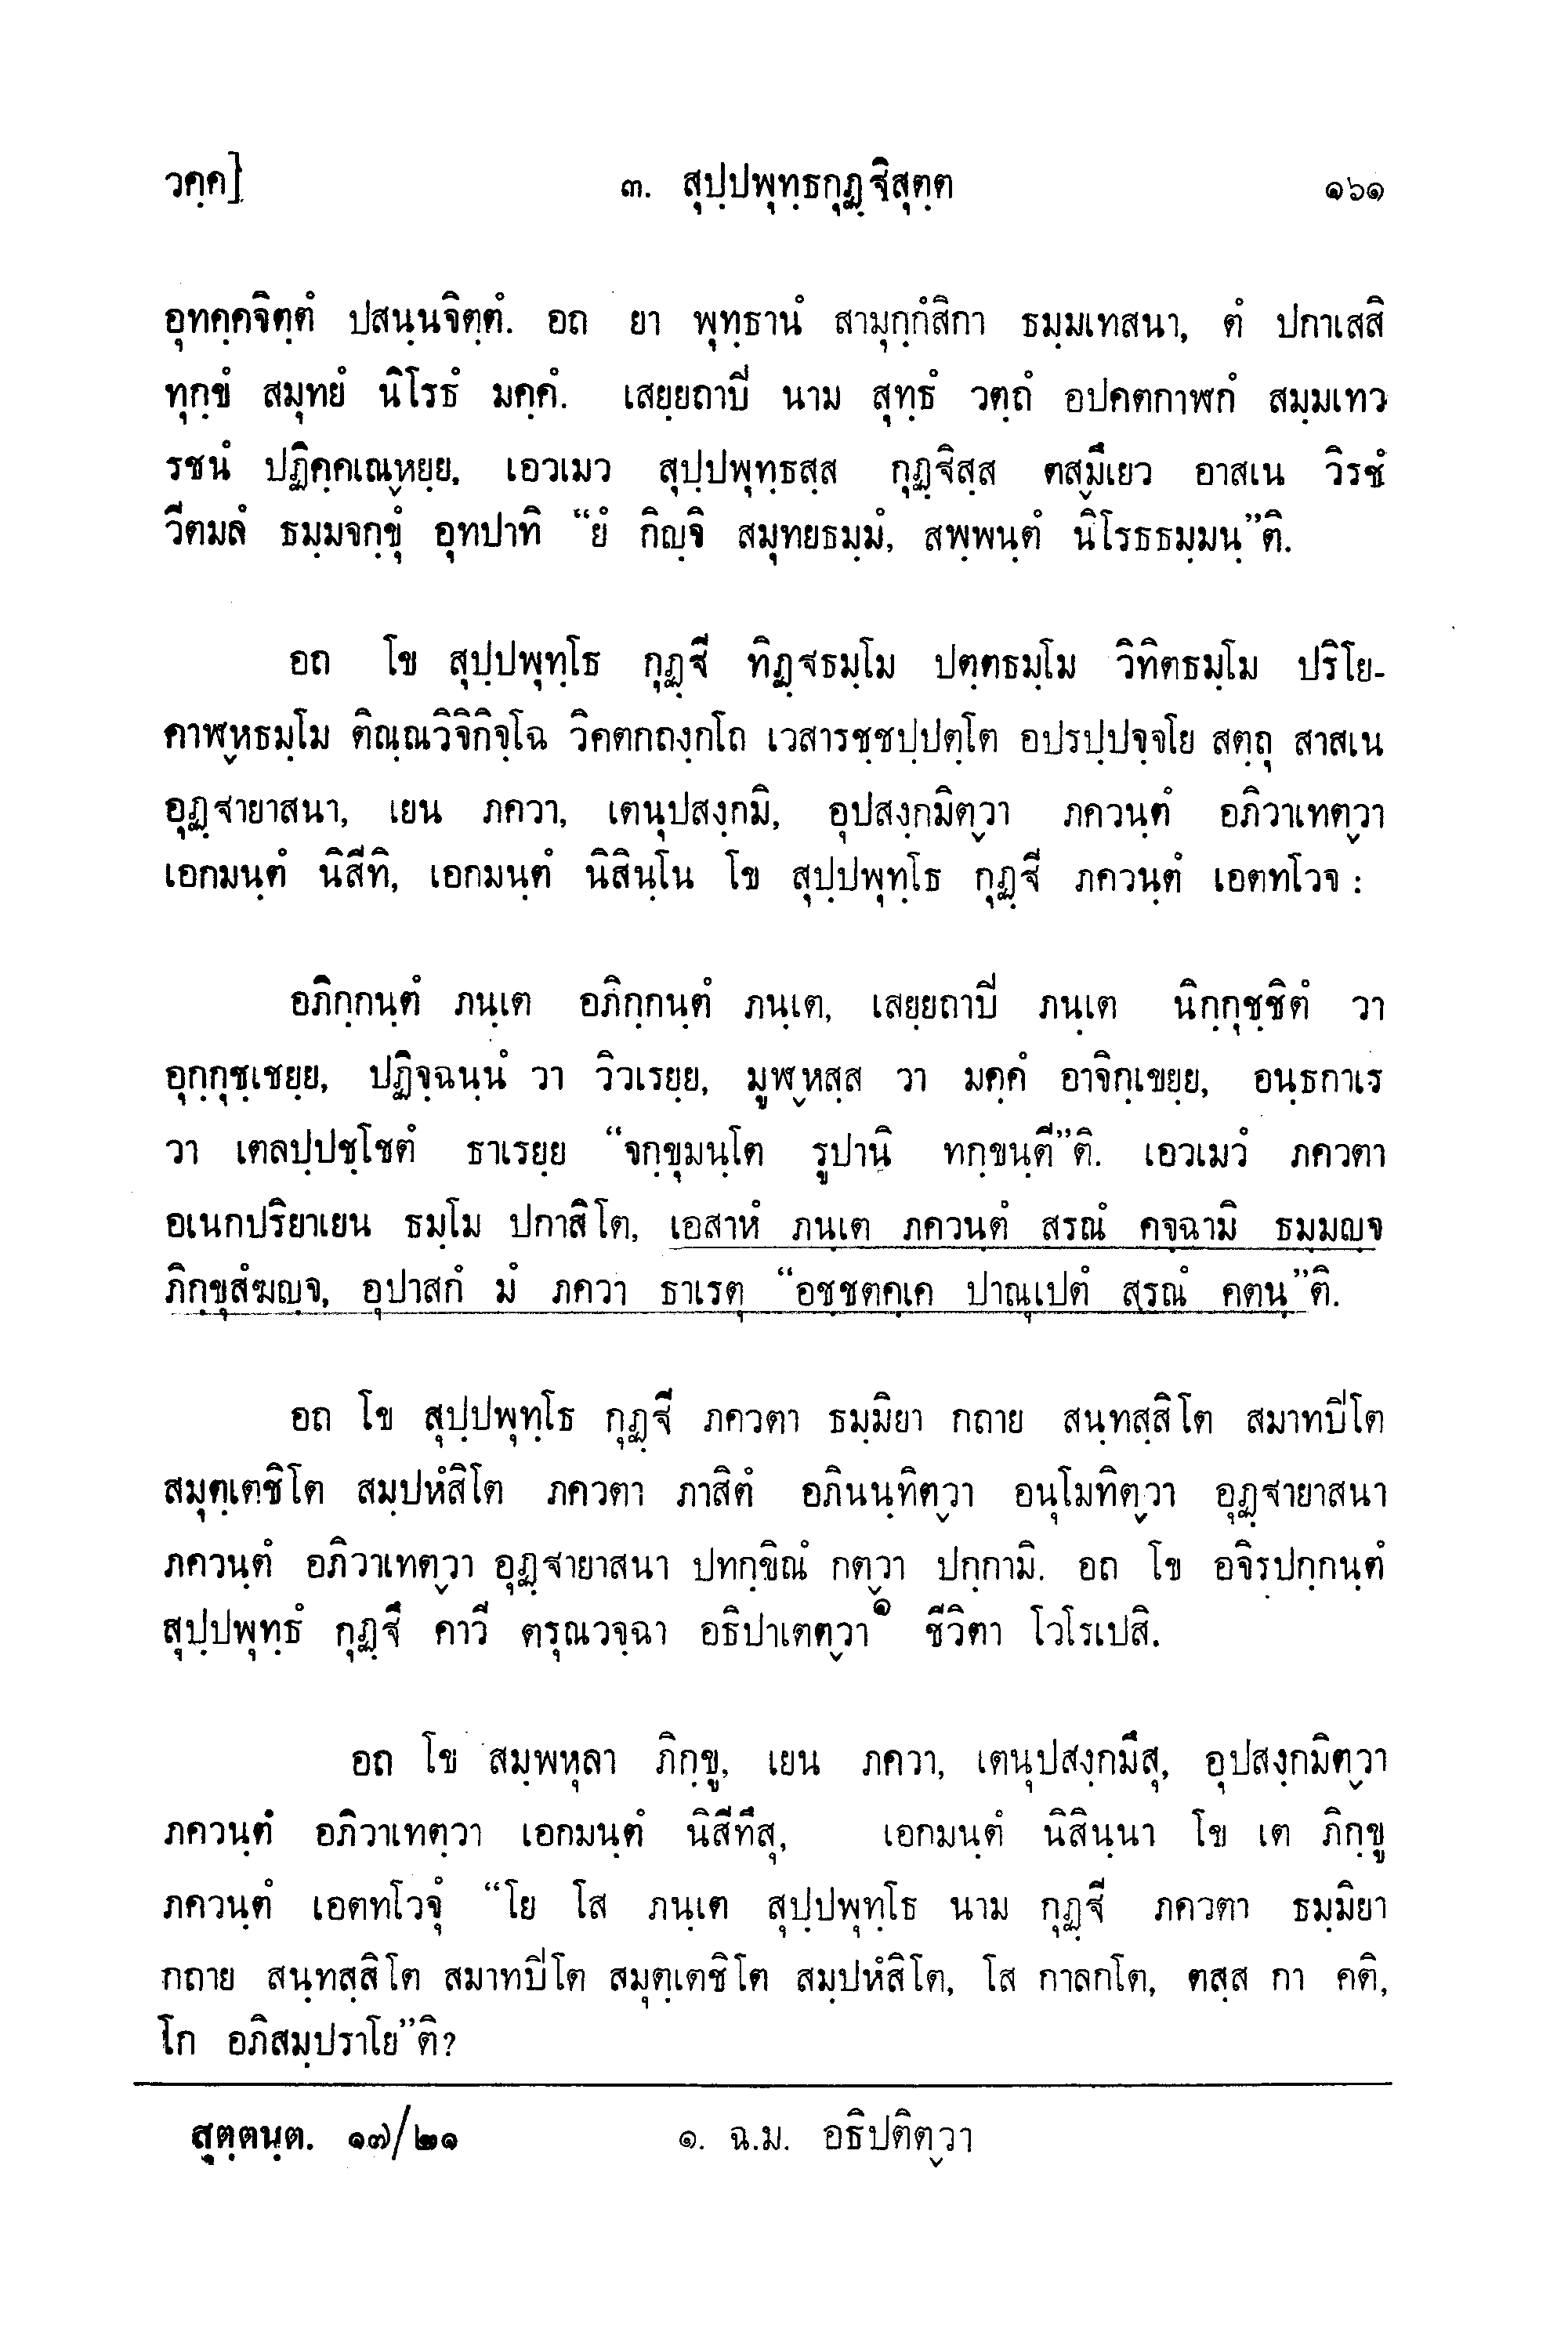 วคฺค] ๓. สุปฺปพุทฺธกุฏฺฐิสุตฺต ๑๖๑
อุทคฺคจิตฺตํ ปสนฺนจิตฺตํ. อถ ยา พุทฺธานํ สามุกฺกํสิกา ธมฺมเทสนา, ตํ ปกาเสสิ
ทุกฺขํ สมุทยํ นิโรธํ มคฺคํ. เสยฺยถาปี นาม สุทฺธํ วตฺถํ อปคตกาฬกํ สมฺมเทว
รชนํ ปฏิคฺคเณฺหยฺย, เอวเมว สุปฺปพุทฺธสฺส กุฏฺฐิสฺส ตสฺมึเยว อาสเน วิรชํ
วีตมลํ ธมฺมจกฺขุํ อุทปาทิ “ยํ กิญฺจิ สมุทยธมฺมํ, สพฺพนฺตํ นิโรธธมฺมนฺ”ติ.
อถ โข สุปฺปพุทฺโธ กุฏฺฐี ทิฏฺฐธมฺโม ปตฺตธมฺโม วิทิตธมฺโม ปริโย-
คาฬฺหธมฺโม ติณฺณวิจิกิจฺโฉ วิคตกถงฺกโถ เวสารชฺชปฺปตฺโต อปรปฺปจฺจโย สตฺถุ สาสเน
อุฏฺฐายาสนา, เยน ภควา, เตนุปสงฺกมิ, อุปสงฺกมิตฺวา ภควนฺตํ อภิวาเทตฺวา
เอกมนฺตํ นิสีทิ, เอกมนฺตํ นิสินฺโน โข สุปฺปพุทฺโธ กุฏฺฐี ภควนฺตํ เอตทโวจ :
อภิกฺกนฺตํ ภนฺเต อภิกฺกนฺตํ ภนฺเต, เสยฺยถาปี ภนฺเต นิกฺกุชฺชิตํ วา
อุกฺกุชฺเชยฺย, ปฏิจฺฉนฺนํ วา วิวเรยฺย, มูฬฺหสฺส วา มคฺคํ อาจิกฺเขยฺย, อนฺธกาเร
วา เตลปฺปชฺโชตํ ธาเรยฺย “จกฺขุมนฺโต รูปานิ ทกฺขนฺตี”ติ. เอวเมวํ ภควตา
อเนกปริยาเยน ธมฺโม ปกาสิโต, เอสาหํ ภนฺเต ภควนฺตํ สรณํ คจฺฉามิ ธมฺมญฺจ
ภิกฺขุสํฆญฺจ, อุปาสกํ มํ ภควา ธาเรตุ “อชฺชตคฺเค ปาณุเปตํ สรณํ คตนฺ”ติ.
อถ โข สุปฺปพุทฺโธ กุฏฺฐี ภควตา ธมฺมิยา กถาย สนฺทสฺสิโต สมาทปิโต
สมุตฺเตชิโต สมฺปหํสิโต ภควตา ภาสิตํ อภินนฺทิตฺวา อนุโมทิตฺวา อุฏฺฐายาสนา
ภควนฺตํ อภิวาเทตฺวา อุฏฺฐายาสนา ปทกฺขิณํ กตฺวา ปกฺกามิ. อถ โข อจิรปกฺกนฺตํ
สุปฺปพุทฺธํ กุฏฺฐึ คาวี ตรุณวจฺฉา อธิปาเตตฺวา๑ ชีวิตา โวโรเปสิ.
อถ โข สมฺพหุลา ภิกฺขู, เยน ภควา, เตนุปสงฺกมึสุ, อุปสงฺกมิตฺวา
ภควนฺตํ อภิวาเทตฺวา เอกมนฺตํ นิสีทึสุ, เอกมนฺตํ นิสินฺนา โข เต ภิกฺขู
ภควนฺตํ เอตทโวจุํ “โย โส ภนฺเต สุปฺปพุทฺโธ นาม กุฏฺฐี ภควตา ธมฺมิยา
กถาย สนฺทสฺสิโต สมาทปิโต สมุตฺเตชิโต สมฺปหํสิโต, โส กาลกโต, ตสฺส กา คติ,
โก อภิสมฺปราโย”ติ?
สุตฺตนฺต. ๑๗/๒๑ ๑. ฉ.ม. อธิปติตฺวา